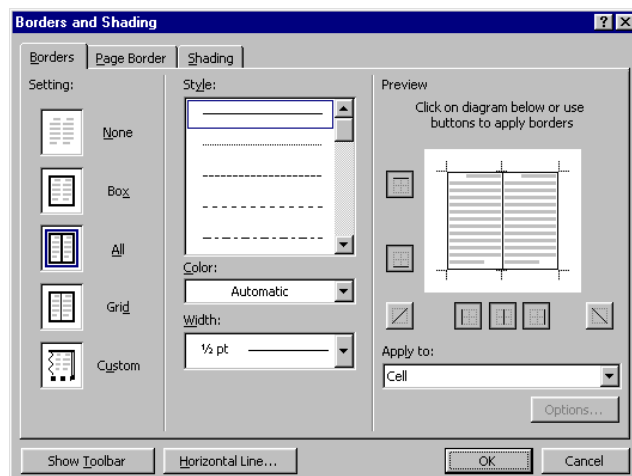 Borders and Shading
Borders
Page Border
Shading
Setting:
None
Box
All
Grid
Custom
Style:
Color:
Automatic
Width:
½ pt
Preview
Click on diagram below or use
buttons to apply borders
Apply to:
Cell
Options...
Show Toolbar
Horizontal Line...
OK
Cancel